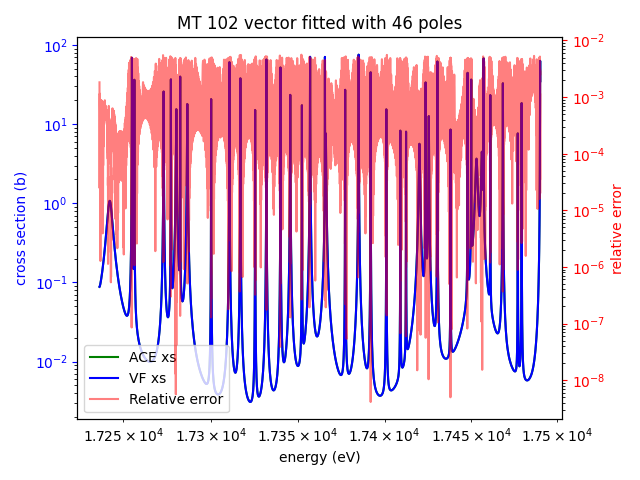 MT 102 vector fitted with 46 poles
cross section (b)
10²
10¹
10⁰
10⁻¹
10⁻²
relative error
10⁻²
10⁻³
10⁻⁴
10⁻⁵
10⁻⁶
10⁻⁷
10⁻⁸
ACE xs
VF xs
Relative error
1.725 × 10⁴ 1.73 × 10⁴ 1.735 × 10⁴ 1.74 × 10⁴ 1.745 × 10⁴ 1.75 × 10⁴
energy (eV)